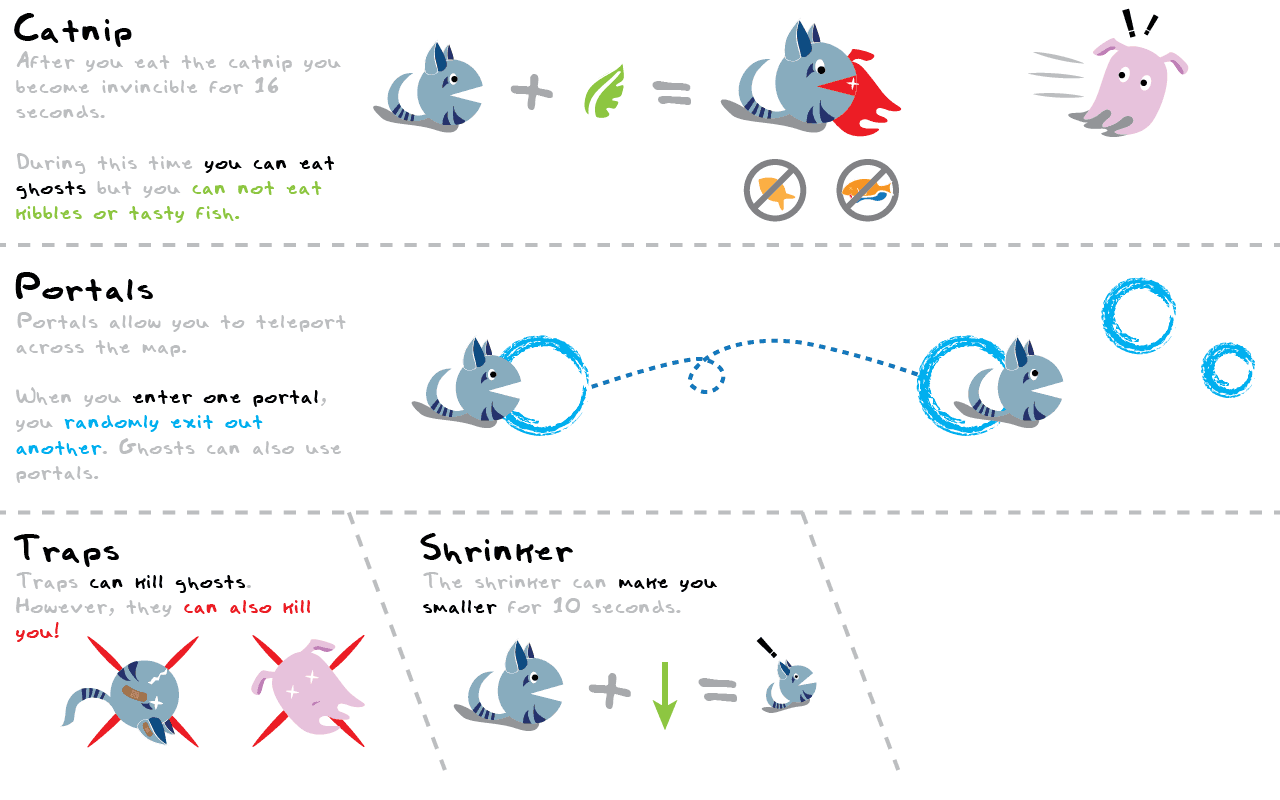 Catnip
After you eat the catnip you
become invincible for 16
seconds.
During this time you can eat
ghosts but you can not eat
kibbles or tasty fish.
Portals
Portals allow you to teleport
across the map.
When you enter one portal,
you randomly exit out
another. Ghosts can also use
portals.
Traps
Traps can kill ghosts.
However, they can also kill
you!
Shrinker
The shrinker can make you
smaller for 10 seconds.